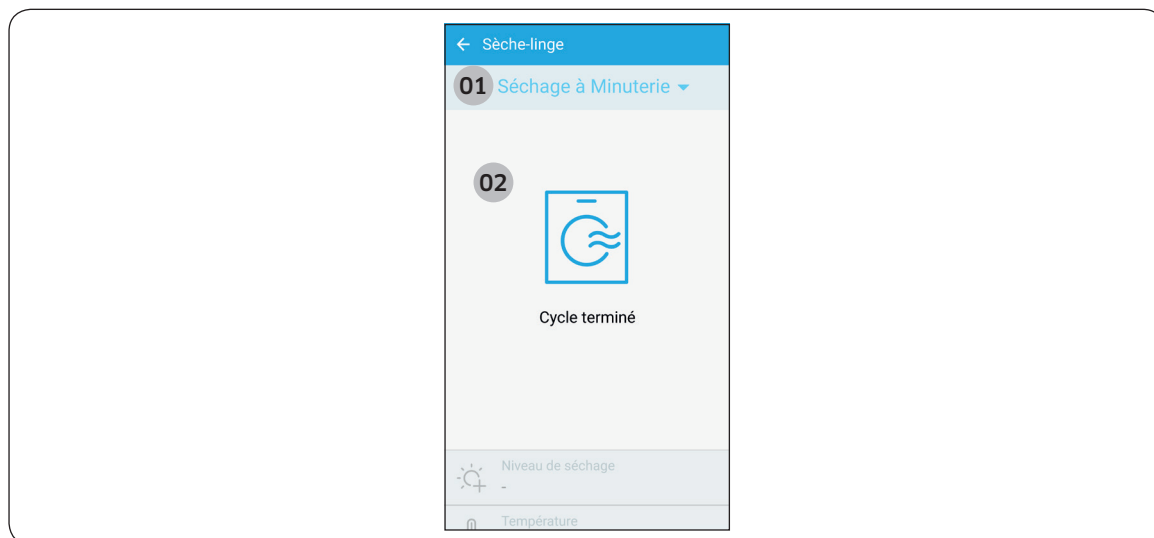 Sèche-linge
01 Séchage à Minuterie
02
Cycle terminé
Niveau de séchage
-
Température